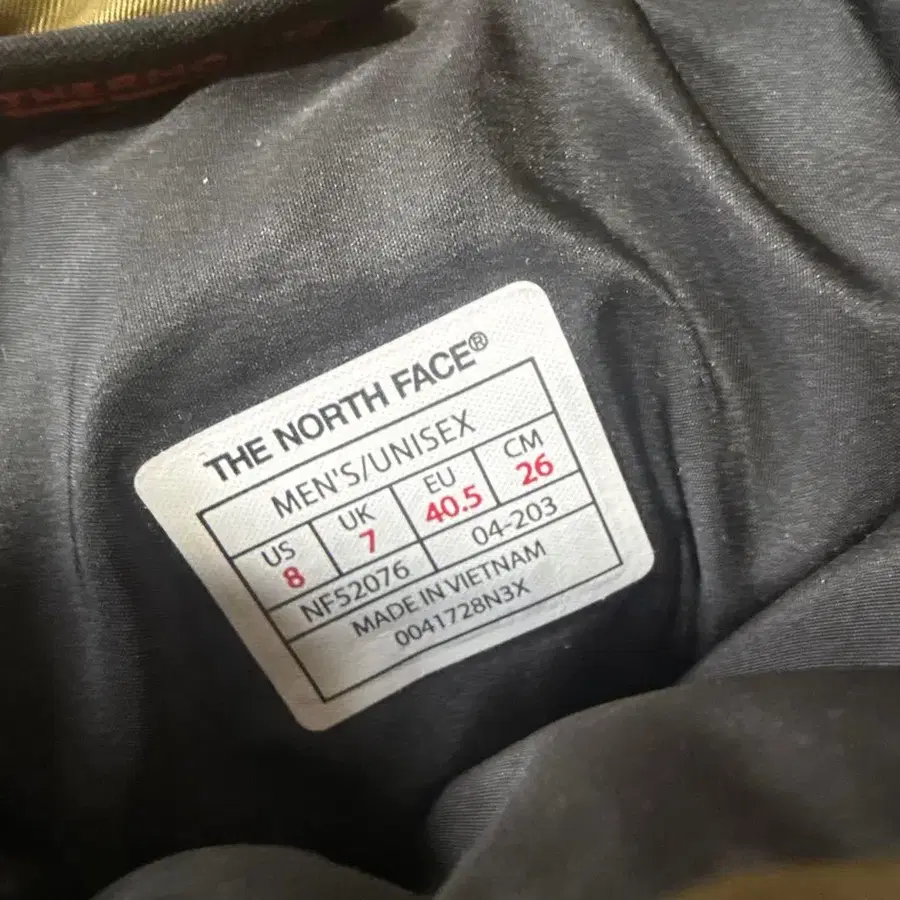 THE NORTH FACE®
MEN'S/UNISEX
US UK EU CM
8 7 40.5 26
NF52076 04-203
MADE IN VIETNAM
0041728N3X